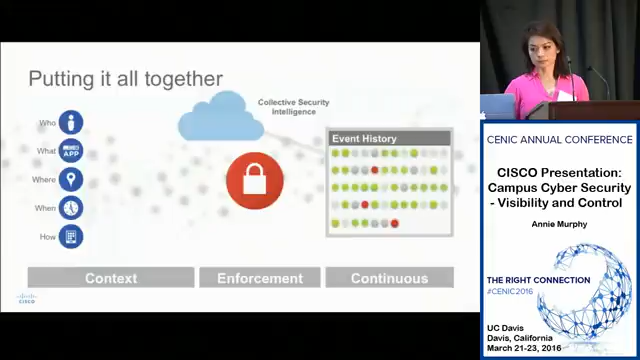 Putting it all together
Collective Security
Intelligence
Who
What
APP
Where
When
How
Event History
Context
Enforcement
Continuous
CISCO
CENIC ANNUAL CONFERENCE
CISCO Presentation:
Campus Cyber Security
- Visibility and Control
Annie Murphy
THE RIGHT CONNECTION
#CENIC2016
UC Davis
Davis, California
March 21-23, 2016